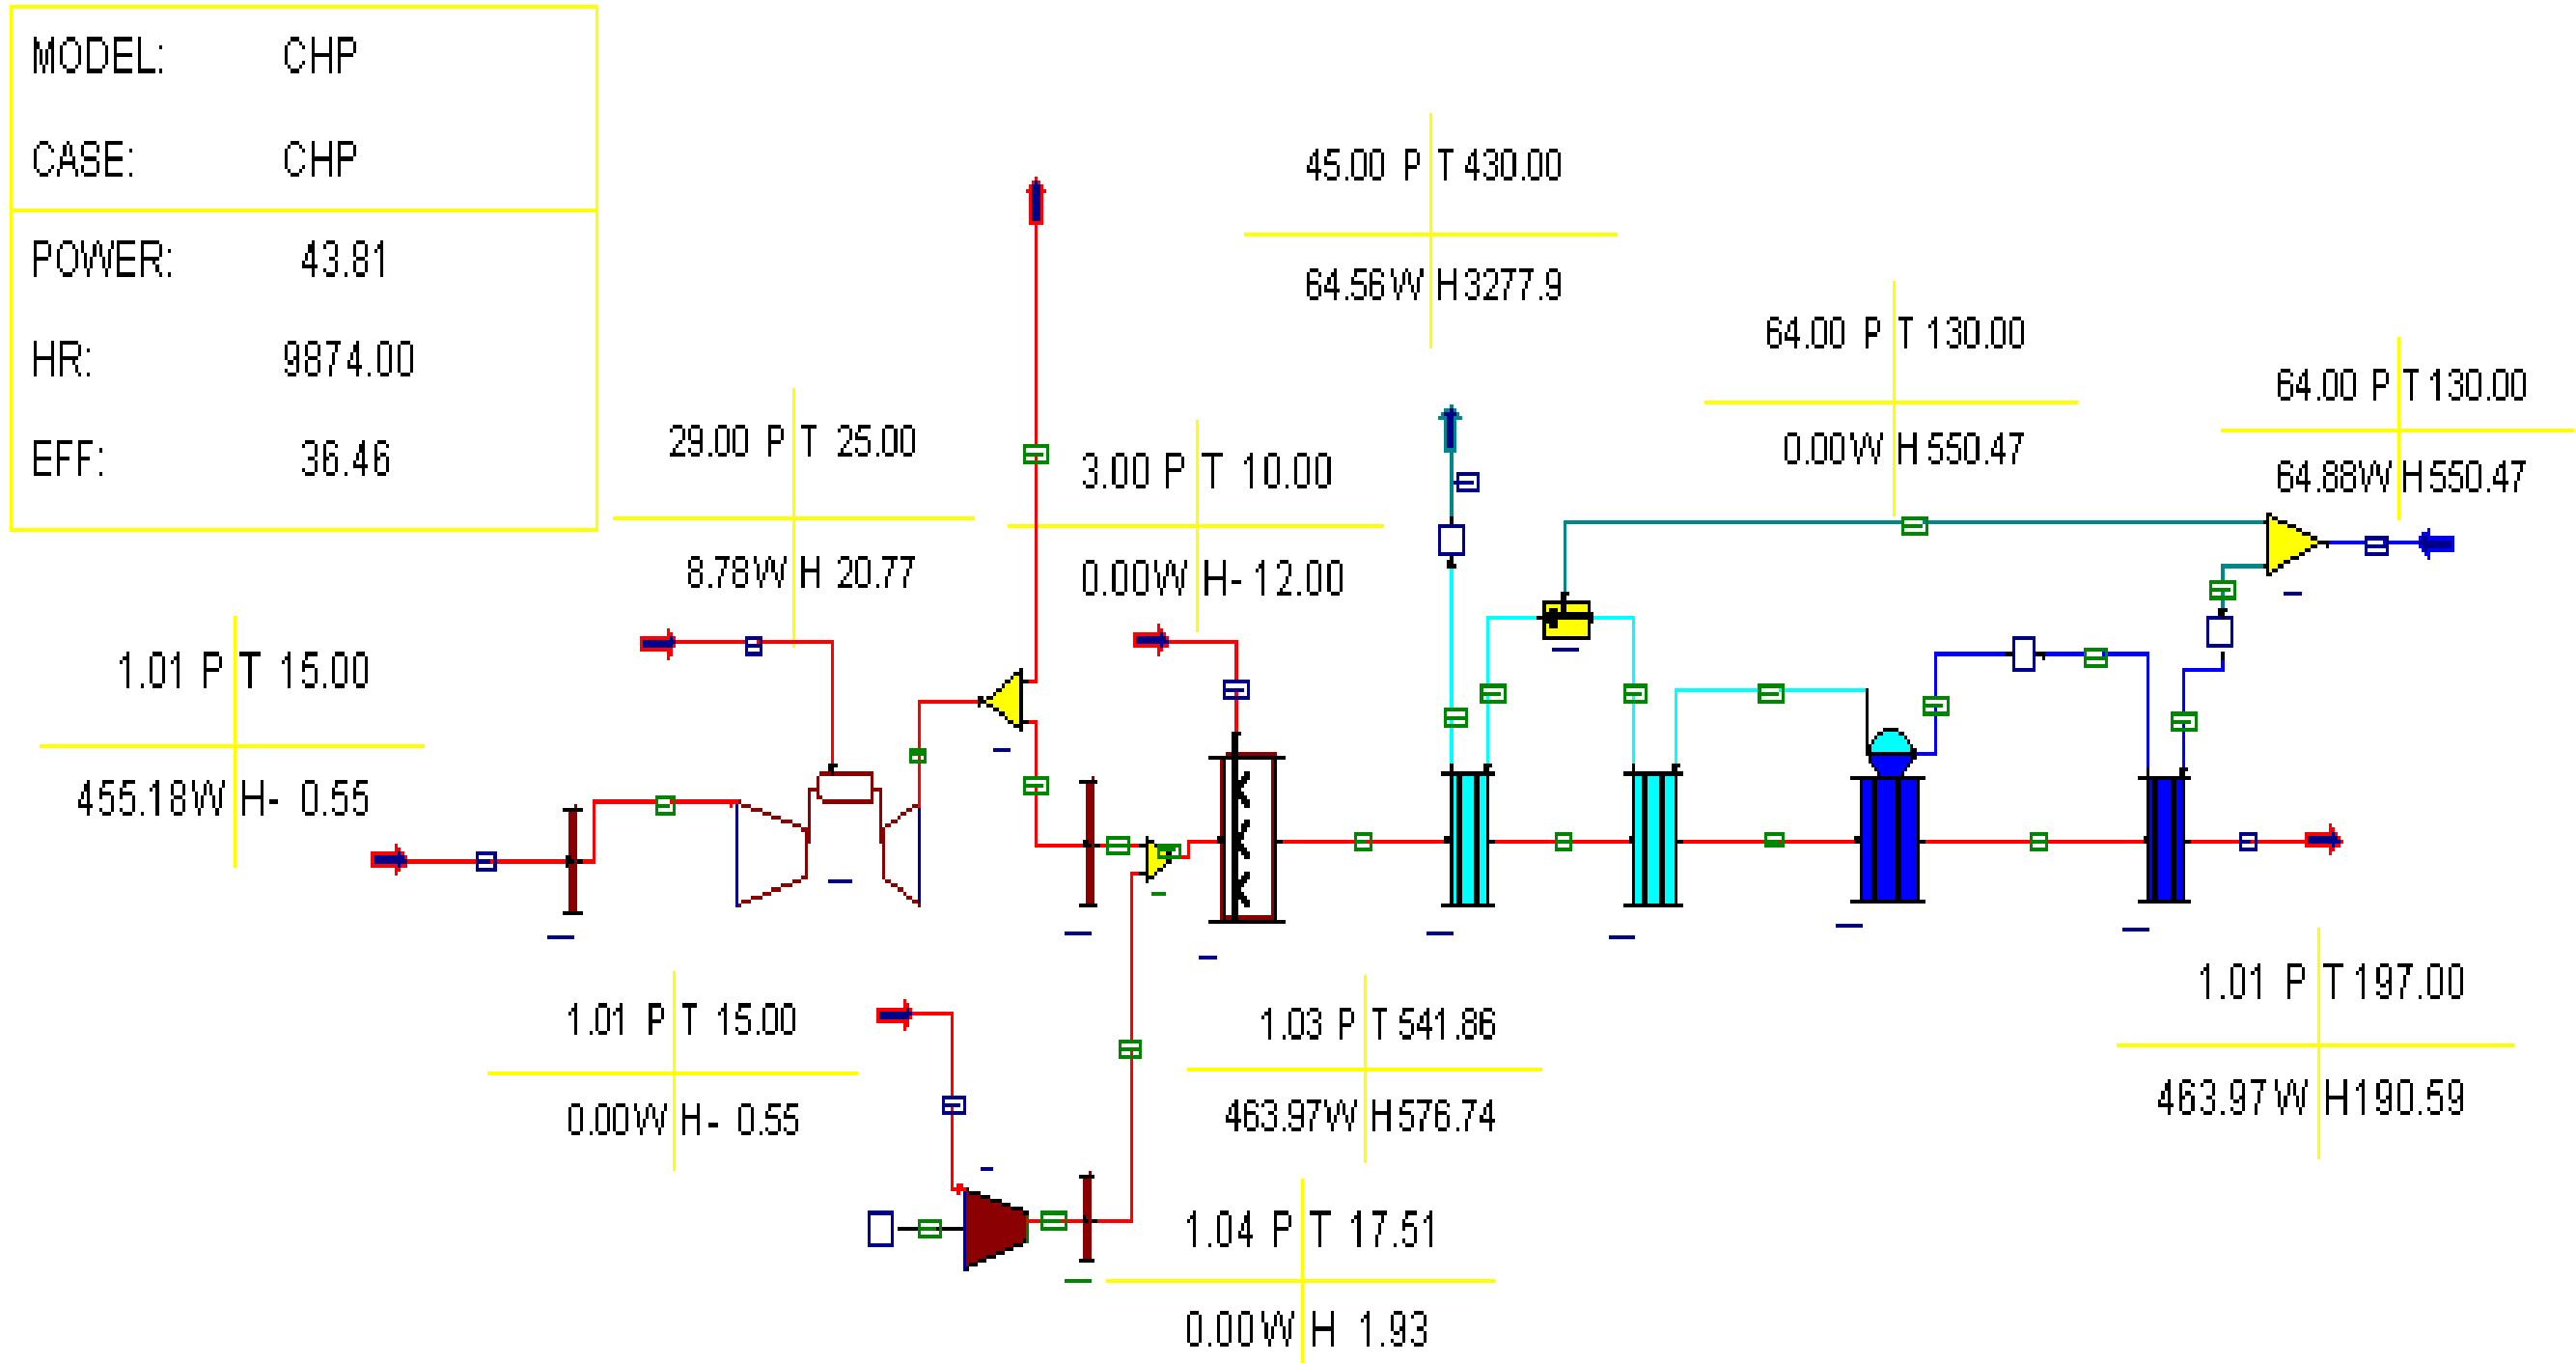 MODEL: CHP
CASE: CHP
POWER: 43.81
HR: 9874.00
EFF: 36.46
45.00 P T 430.00
64.56W H3277.9
64.00 P T 130.00
0.00W H 550.47
64.00 P T 130.00
64.88W H550.47
29.00 P T 25.00
8.78W H 20.77
3.00 P T 10.00
0.00W H- 12.00
1.01 P T 15.00
455.18W H- 0.55
1.01 P T 15.00
0.00W H- 0.55
1.03 P T 541.86
463.97W H576.74
1.01 P T 197.00
463.97W H190.59
1.04 P T 17.51
0.00W H 1.93